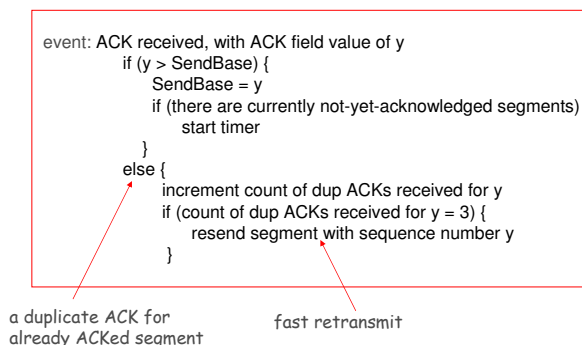 event: ACK received, with ACK field value of y
if (y > SendBase) {
SendBase = y
if (there are currently not-yet-acknowledged segments)
start timer
}
else {
increment count of dup ACKs received for y
if (count of dup ACKs received for y = 3) {
resend segment with sequence number y
}
a duplicate ACK for
already ACKed segment
fast retransmit